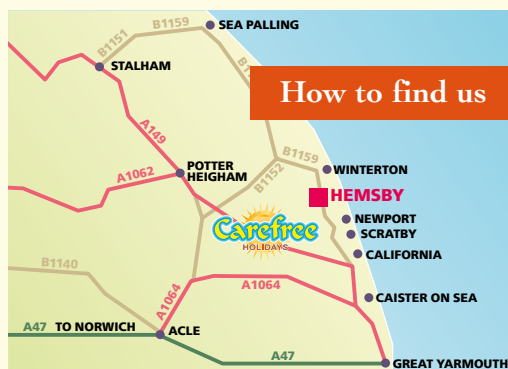 B1159
SEA PALLING
B1151
STALHAM
How to find us
A149
A1062
POTTER
HEIGHAM
B1159
WINTERTON
B1152
HEMSBY
NEWPORT
Carefree
HOLIDAYS
SCRATBY
CALIFORNIA
B1140
A1064
A1064
CAISTER ON SEA
A47 TO NORWICH
ACLE
A47
GREAT YARMOUTH